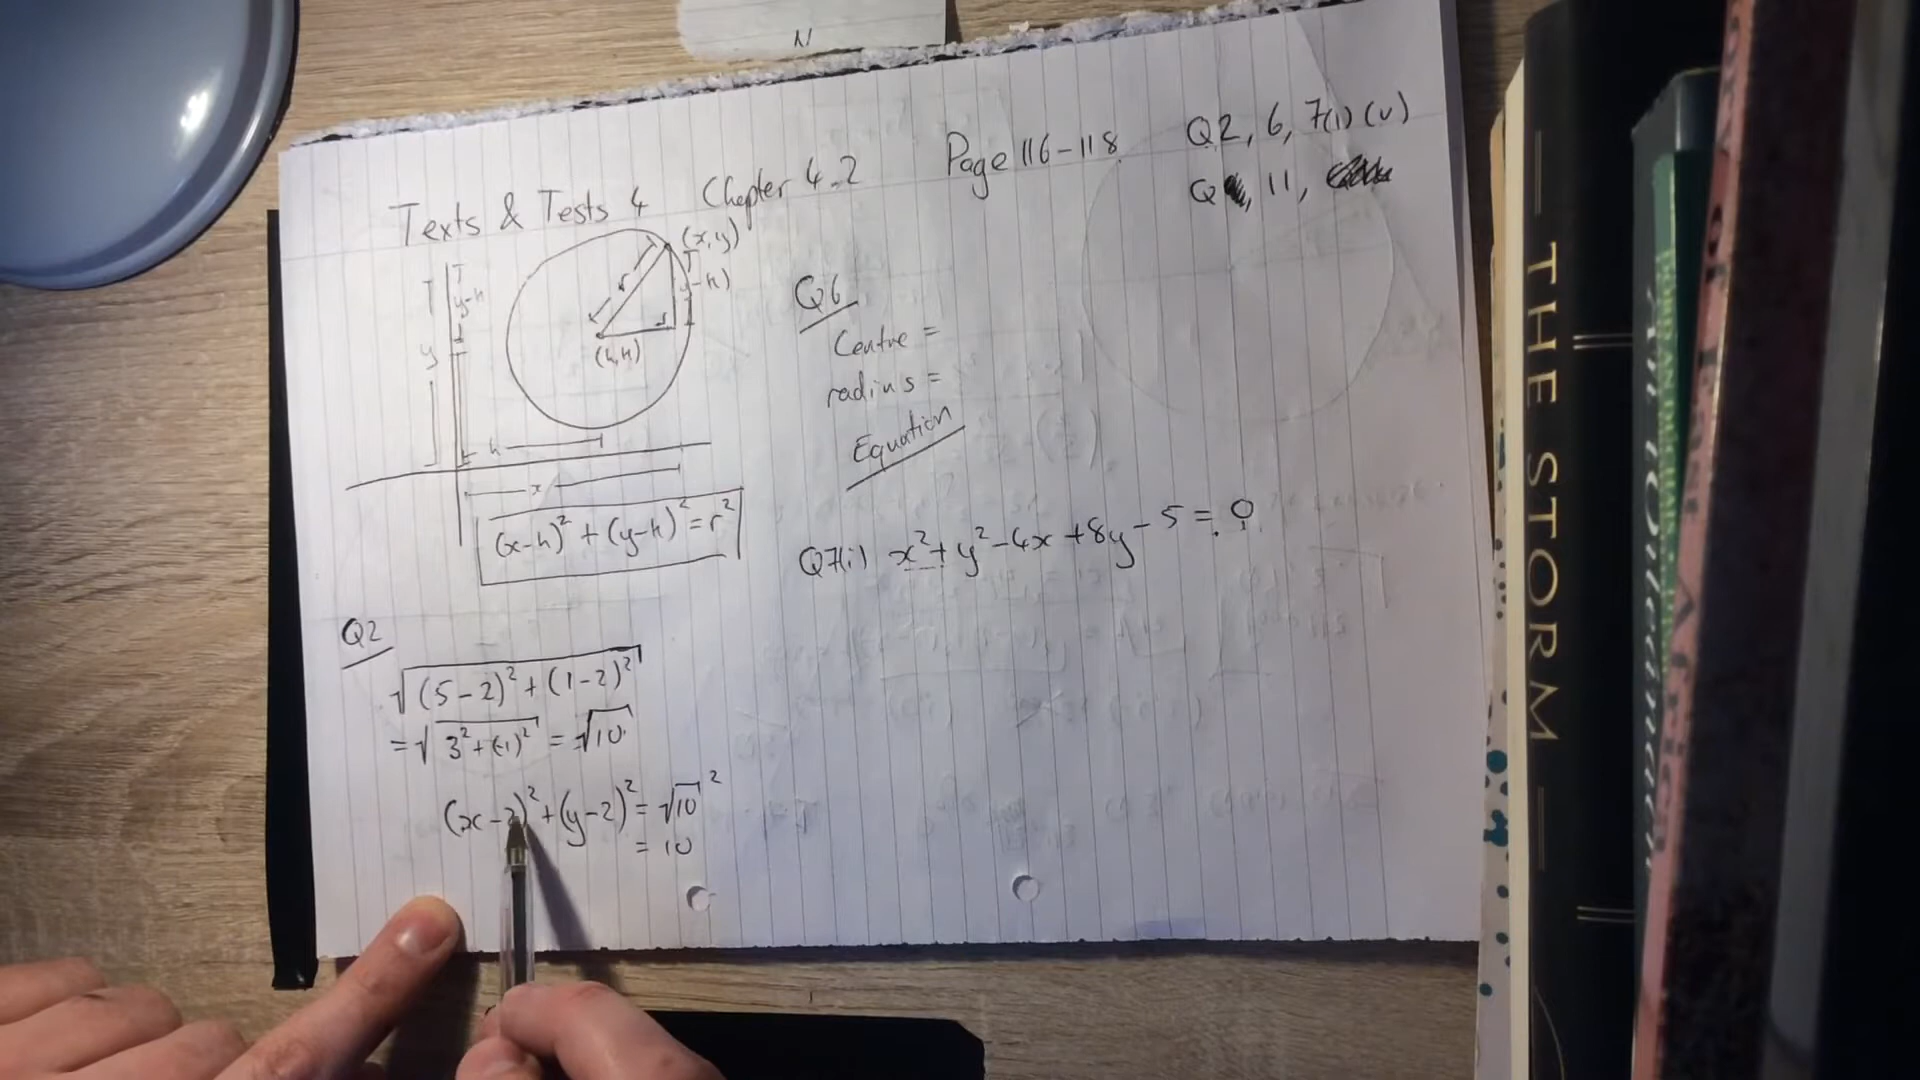 N
Texts & Tests 4 Chapter 4.2 Page 116-118 Q2, 6, 7(i) (v)
Q , 11,
(x,y)
r
y-k)
(h,k)
y-k
y
h
x
(x-h)² + (y-k)² = r²
Q2
√(5-2)² + (1-2)²
= √3² + (-1)² = √10
(x-2)² + (y-2)² = √10 ²
= 10
Q6
Centre =
radius =
Equation
Q7(i) x² + y² - 4x + 8y - 5 = 0
THE STORM